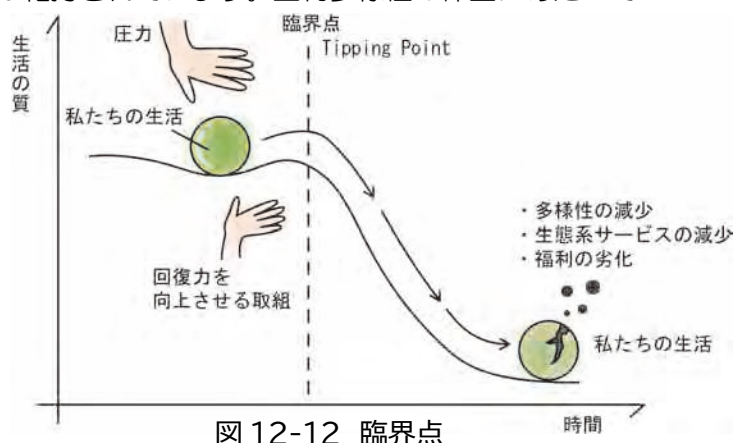 臨界点
Tipping Point
圧力
生活の質
私たちの生活
回復力を
向上させる取組
・多様性の減少
・生態系サービスの減少
・福利の劣化
私たちの生活
時間
図12-12 臨界点